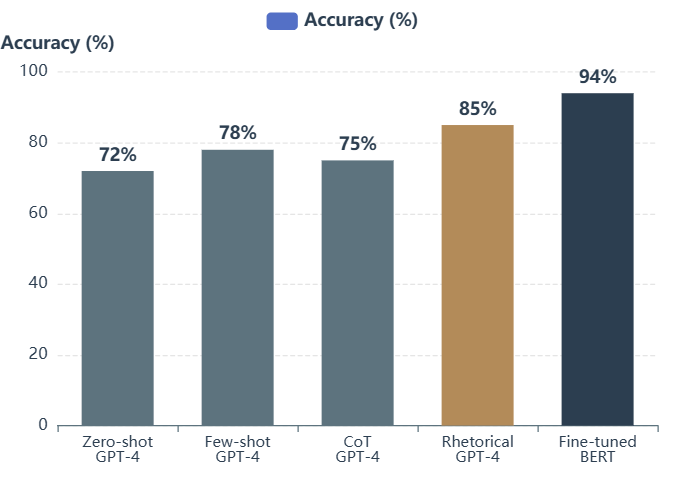 Accuracy (%)
Accuracy (%)
100
80
60
40
20
0
72%
78%
75%
85%
94%
Zero-shot
GPT-4
Few-shot
GPT-4
CoT
GPT-4
Rhetorical
GPT-4
Fine-tuned
BERT